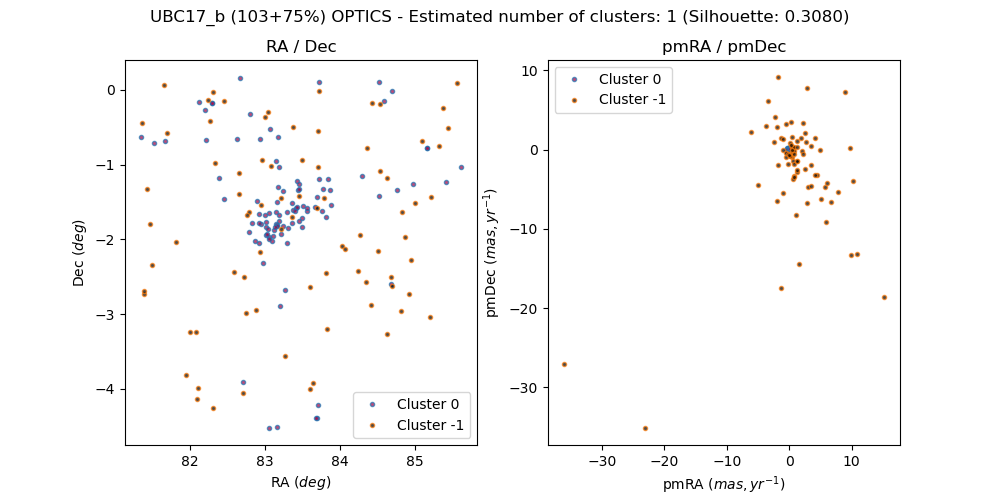 UBC17_b (103+75%) OPTICS - Estimated number of clusters: 1 (Silhouette: 0.3080)
RA / Dec
pmRA / pmDec
Cluster 0
Cluster -1
Cluster 0
Cluster -1
0
−1
−2
−3
−4
Dec (deg)
82
83
84
85
RA (deg)
10
0
−10
−20
−30
pmDec (mas, yr⁻¹)
−30
−20
−10
0
10
pmRA (mas, yr⁻¹)